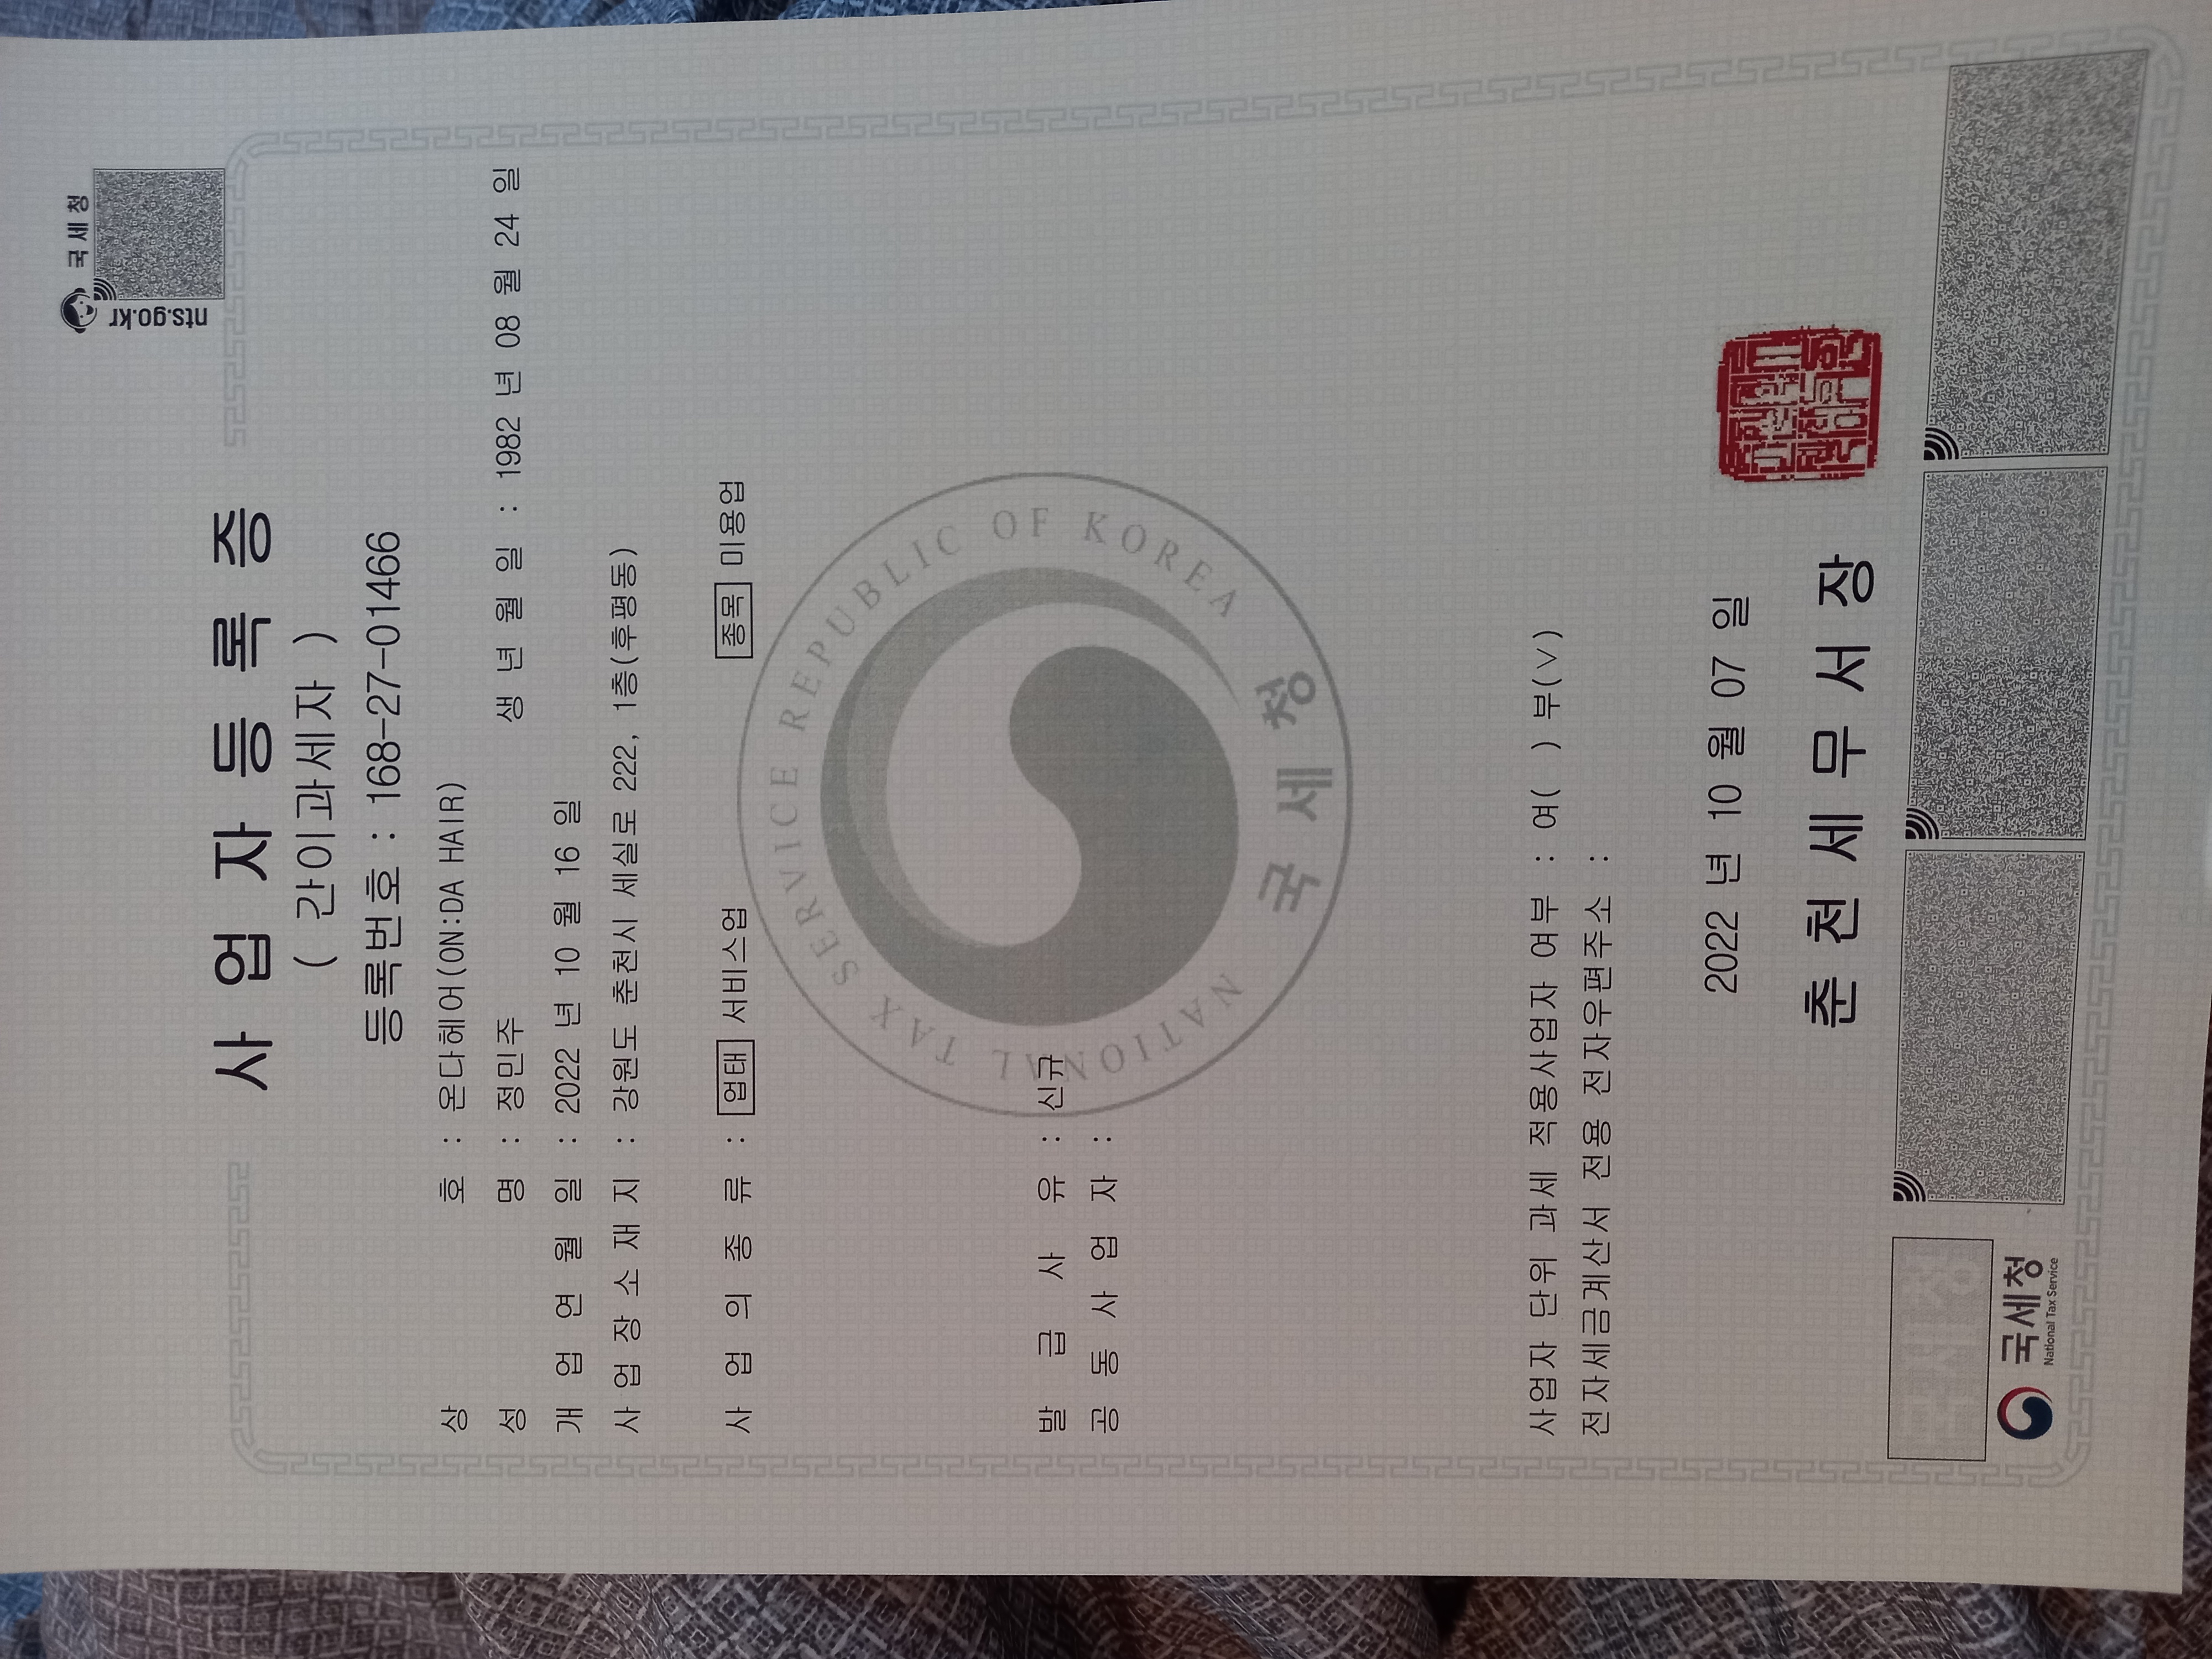 국세청
nts.go.kr
사업자등록증
( 간이과세자 )
등록번호 : 168-27-01466
상 호 : 온다헤어(ON:DA HAIR)
성 명 : 정민주 생 년 월 일 : 1982 년 08 월 24 일
개 업 연 월 일 : 2022 년 10 월 16 일
사 업 장 소 재 지 : 강원도 춘천시 세실로 222, 1층(후평동)
사 업 의 종 류 : 업태 서비스업 종목 미용업
NATIONAL TAX SERVICE REPUBLIC OF KOREA
국세청
발 급 사 유 : 신규
공 동 사 업 자 :
사업자 단위 과세 적용사업자 여부 : 여( ) 부(∨)
전자세금계산서 전용 전자우편주소 :
2022 년 10 월 07 일
춘천세무서장
국세청
국세청
National Tax Service